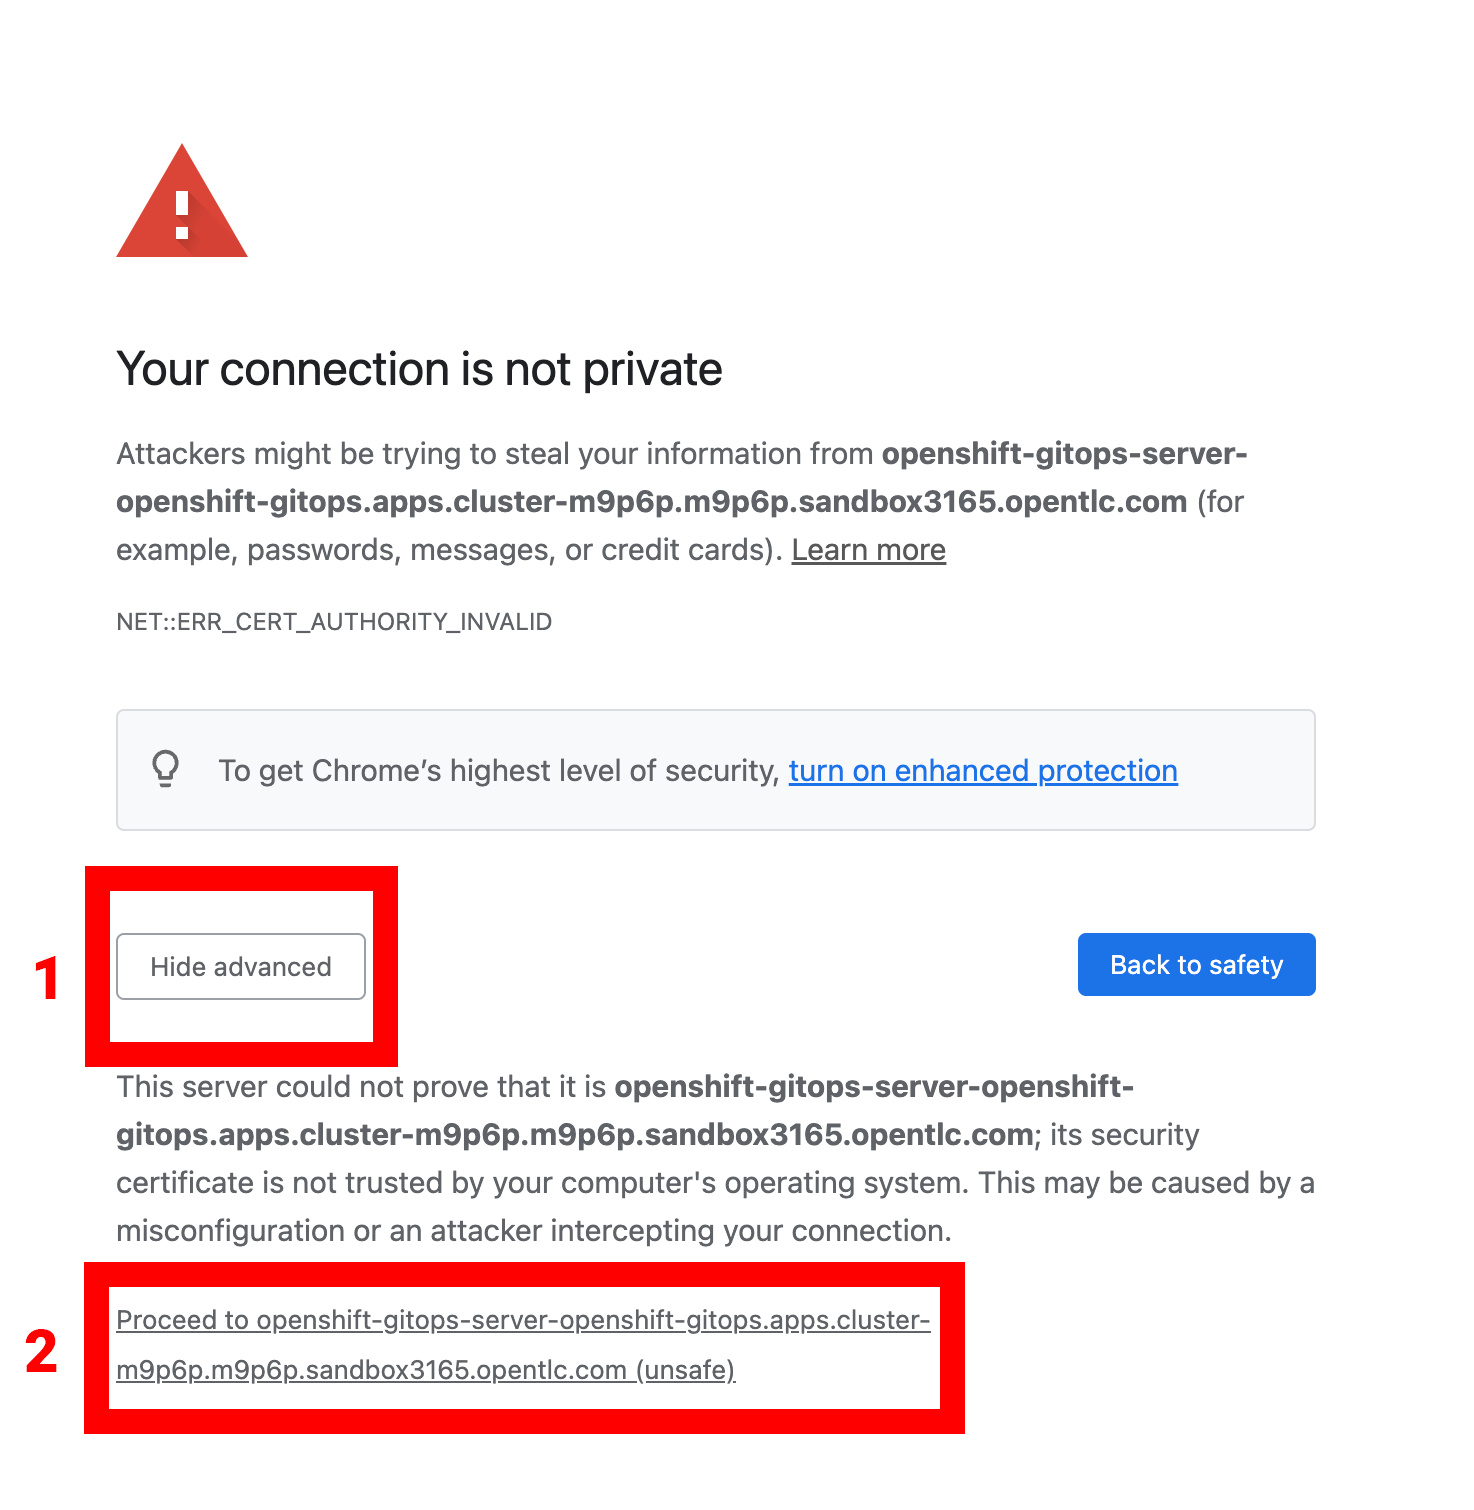 Your connection is not private
Attackers might be trying to steal your information from openshift-gitops-server-
openshift-gitops.apps.cluster-m9p6p.m9p6p.sandbox3165.opentlc.com (for
example, passwords, messages, or credit cards). Learn more
NET::ERR_CERT_AUTHORITY_INVALID
To get Chrome’s highest level of security, turn on enhanced protection
1
Hide advanced
Back to safety
This server could not prove that it is openshift-gitops-server-openshift-
gitops.apps.cluster-m9p6p.m9p6p.sandbox3165.opentlc.com; its security
certificate is not trusted by your computer's operating system. This may be caused by a
misconfiguration or an attacker intercepting your connection.
2
Proceed to openshift-gitops-server-openshift-gitops.apps.cluster-
m9p6p.m9p6p.sandbox3165.opentlc.com (unsafe)